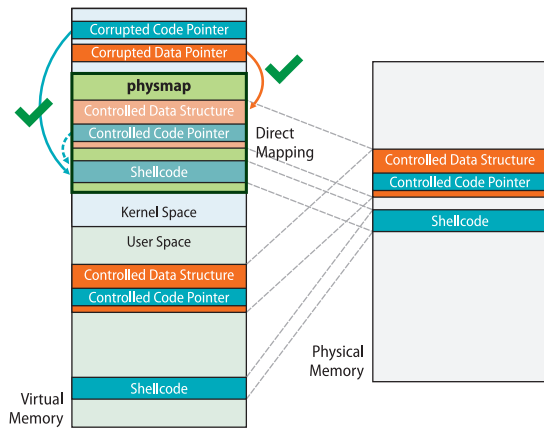 Corrupted Code Pointer
Corrupted Data Pointer
physmap
Controlled Data Structure
Controlled Code Pointer
Shellcode
Direct
Mapping
Kernel Space
User Space
Controlled Data Structure
Controlled Code Pointer
Shellcode
Virtual
Memory
Controlled Data Structure
Controlled Code Pointer
Shellcode
Physical
Memory